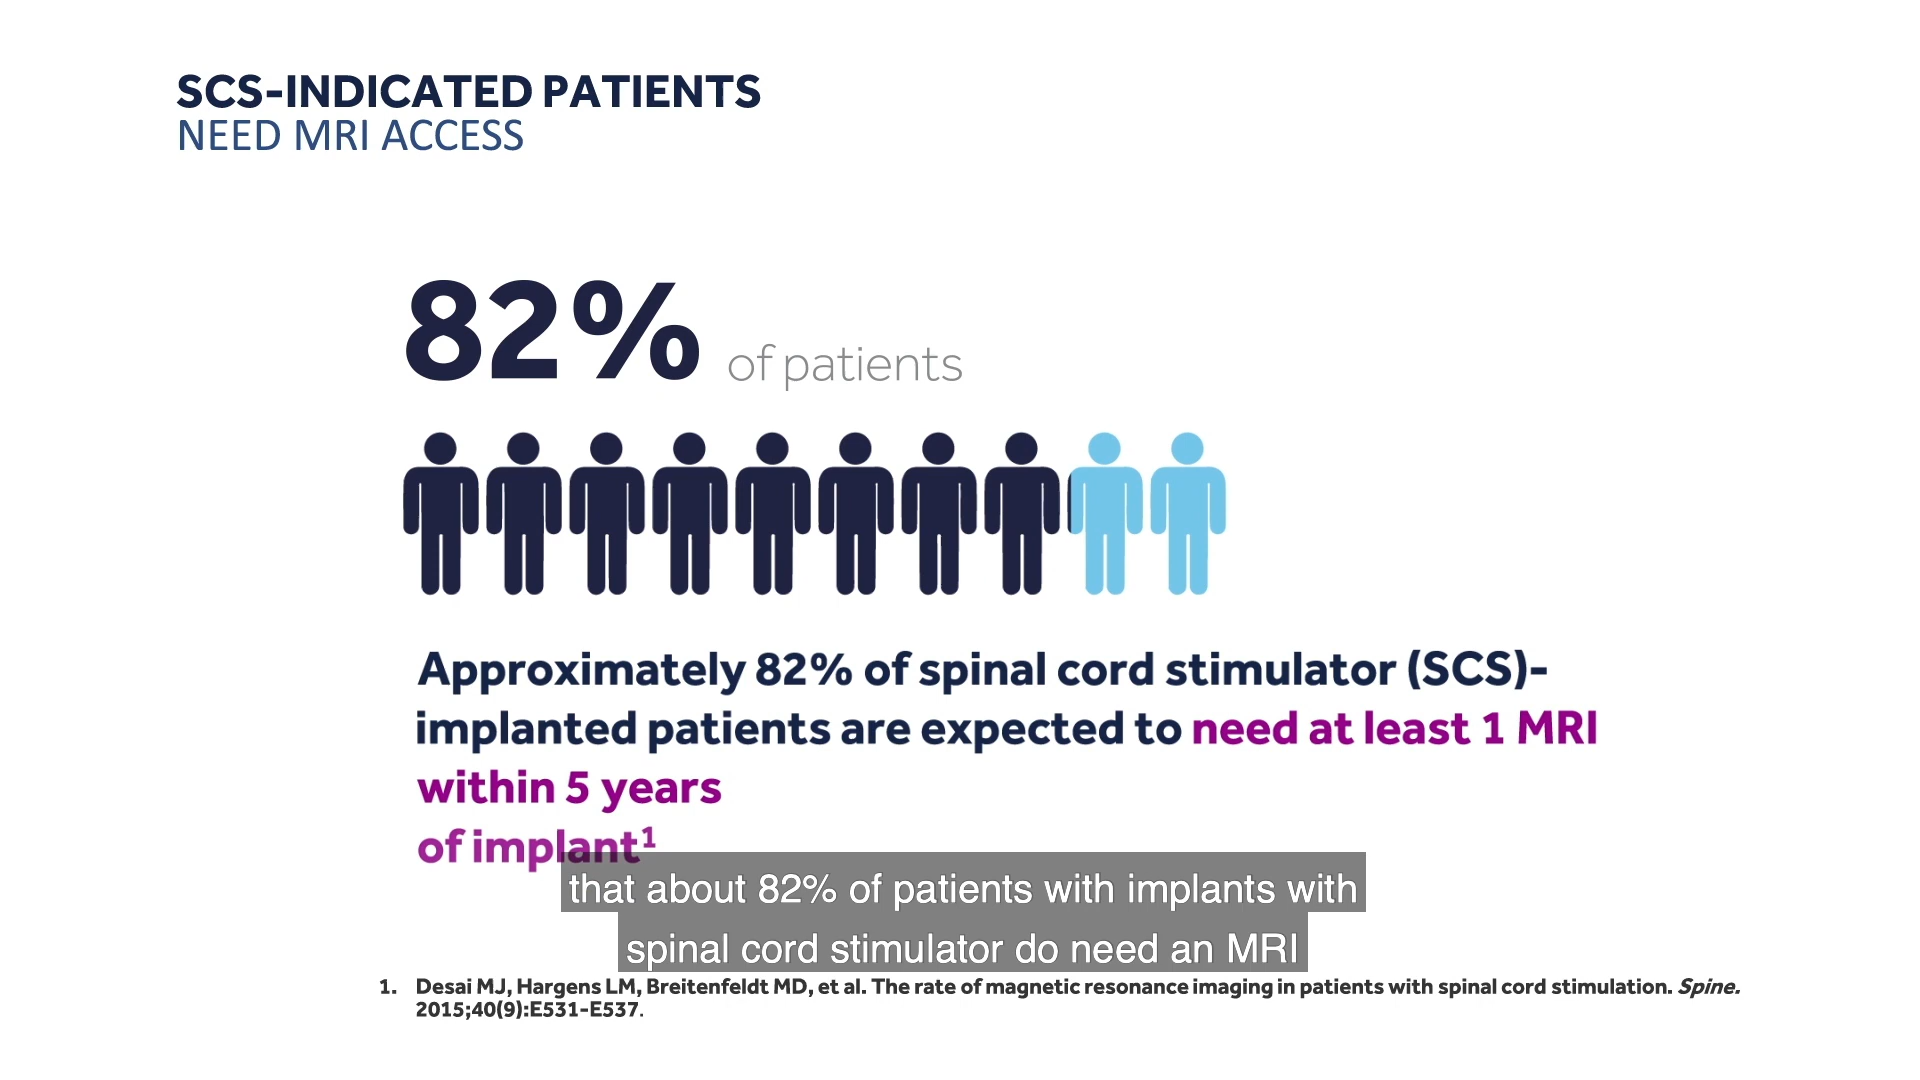 SCS-INDICATED PATIENTS
NEED MRI ACCESS
82% of patients
Approximately 82% of spinal cord stimulator (SCS)-
implanted patients are expected to need at least 1 MRI
within 5 years
of implant¹
that about 82% of patients with implants with
spinal cord stimulator do need an MRI
1. Desai MJ, Hargens LM, Breitenfeldt MD, et al. The rate of magnetic resonance imaging in patients with spinal cord stimulation. Spine.
2015;40(9):E531-E537.